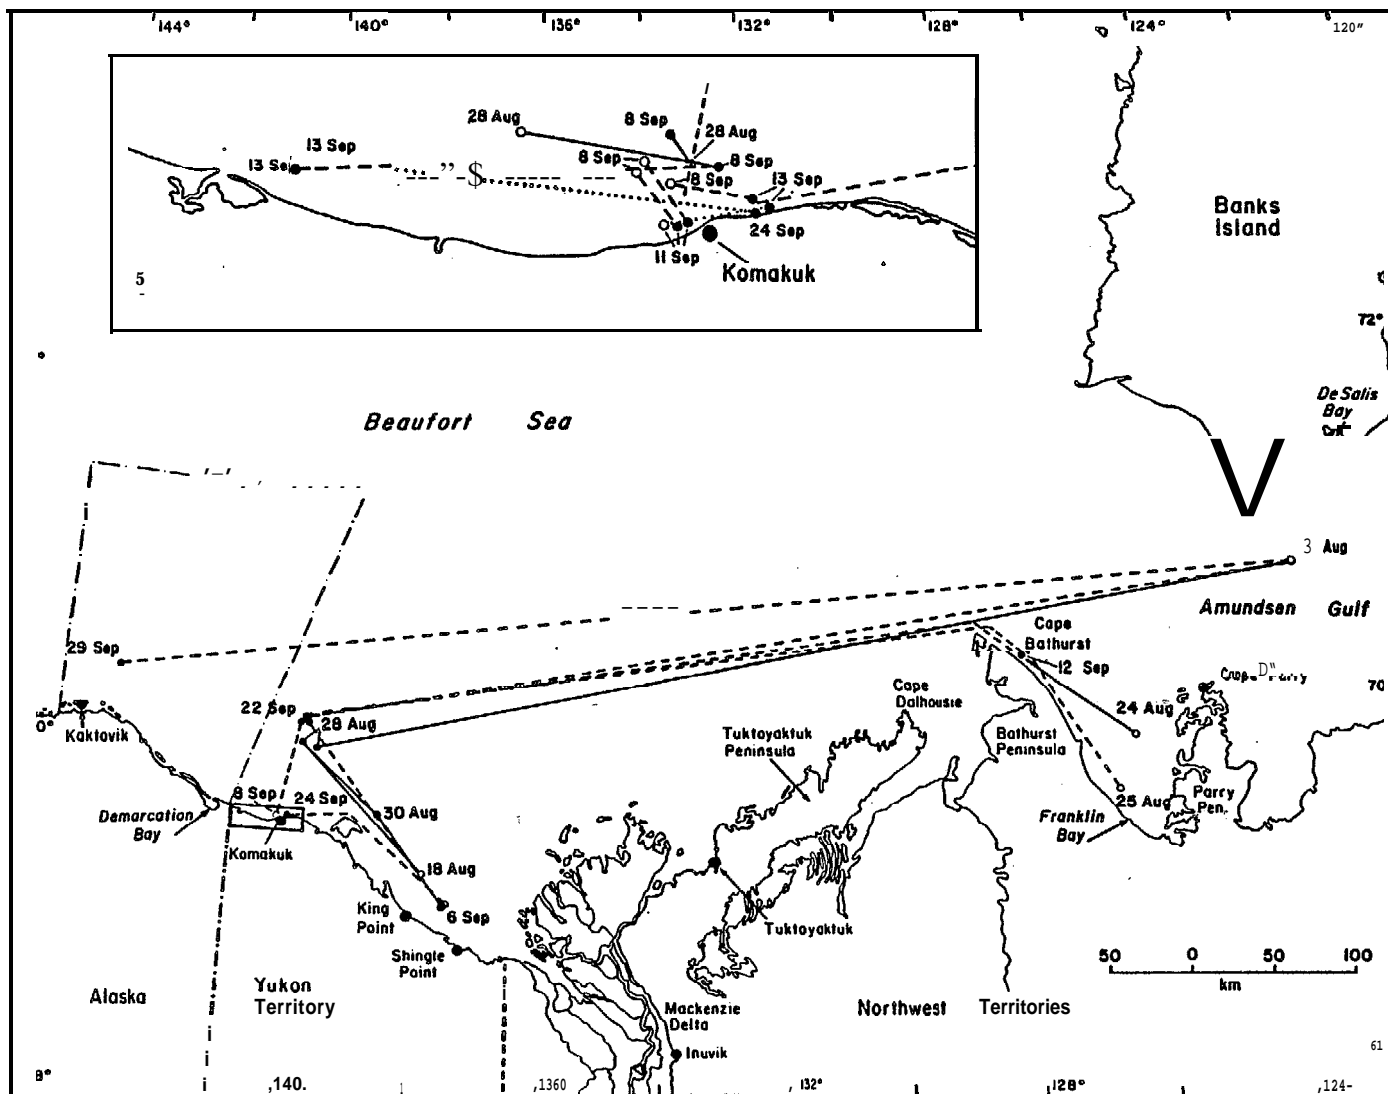 144° 140° 136° 132° 128° 124° 120"
28 Aug
8 Sep
28 Aug
13 Sep
8 Sep
8 Sep
13 Sep
8 Sep
13 Sep
24 Sep
11 Sep
Komakuk
5
Banks
Island
72°
De Salis
Bay
Beaufort Sea
3 Aug
Amundsen Gulf
Cape
Bathurst
12 Sep
29 Sep
70
22 Sep
28 Aug
Cape
Dalhousie
24 Aug
0°
Kaktovik
Tuktoyaktuk
Peninsula
Bathurst
Peninsula
8 Sep
24 Sep
30 Aug
25 Aug
Parry
Pen.
Demarcation
Bay
Franklin
Bay
Komakuk
18 Aug
King
Point
6 Sep
Tuktoyaktuk
Shingle
Point
50 0 50 100
km
Alaska
Yukon
Territory
Mackenzie
Delta
Northwest Territories
Inuvik
61
,140. ,1360 ,132° ,128° ,124-